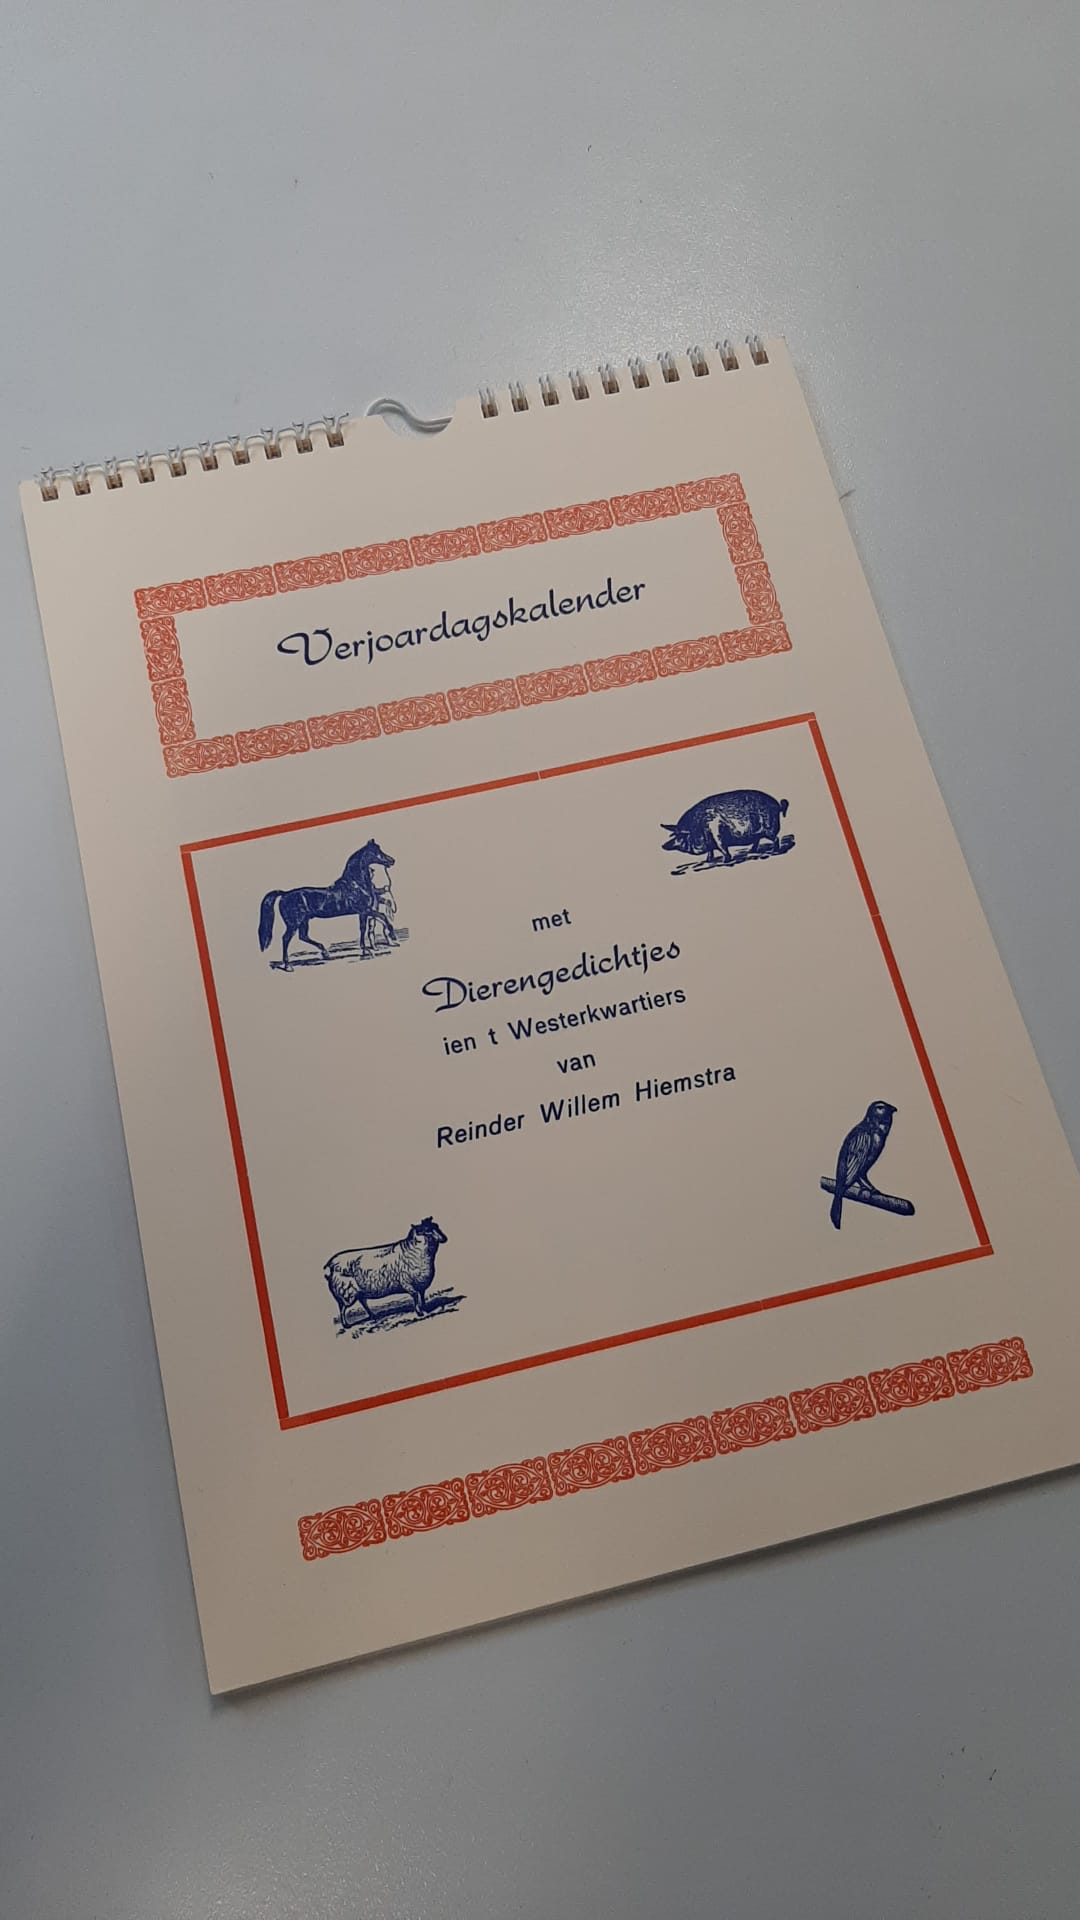 Verjoardagskalender
met
Dierengedichtjes
ien t Westerkwartiers
van
Reinder Willem Hiemstra